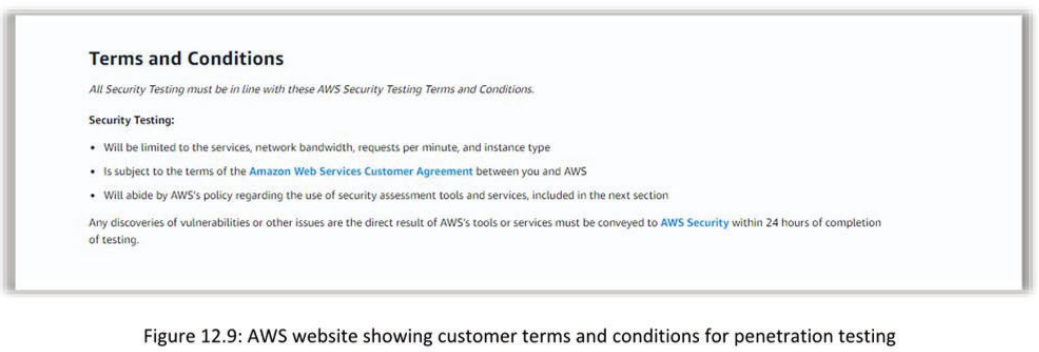 Terms and Conditions
All Security Testing must be in line with these AWS Security Testing Terms and Conditions.
Security Testing:
• Will be limited to the services, network bandwidth, requests per minute, and instance type
• Is subject to the terms of the Amazon Web Services Customer Agreement between you and AWS
• Will abide by AWS's policy regarding the use of security assessment tools and services, included in the next section
Any discoveries of vulnerabilities or other issues are the direct result of AWS's tools or services must be conveyed to AWS Security within 24 hours of completion
of testing.
Figure 12.9: AWS website showing customer terms and conditions for penetration testing